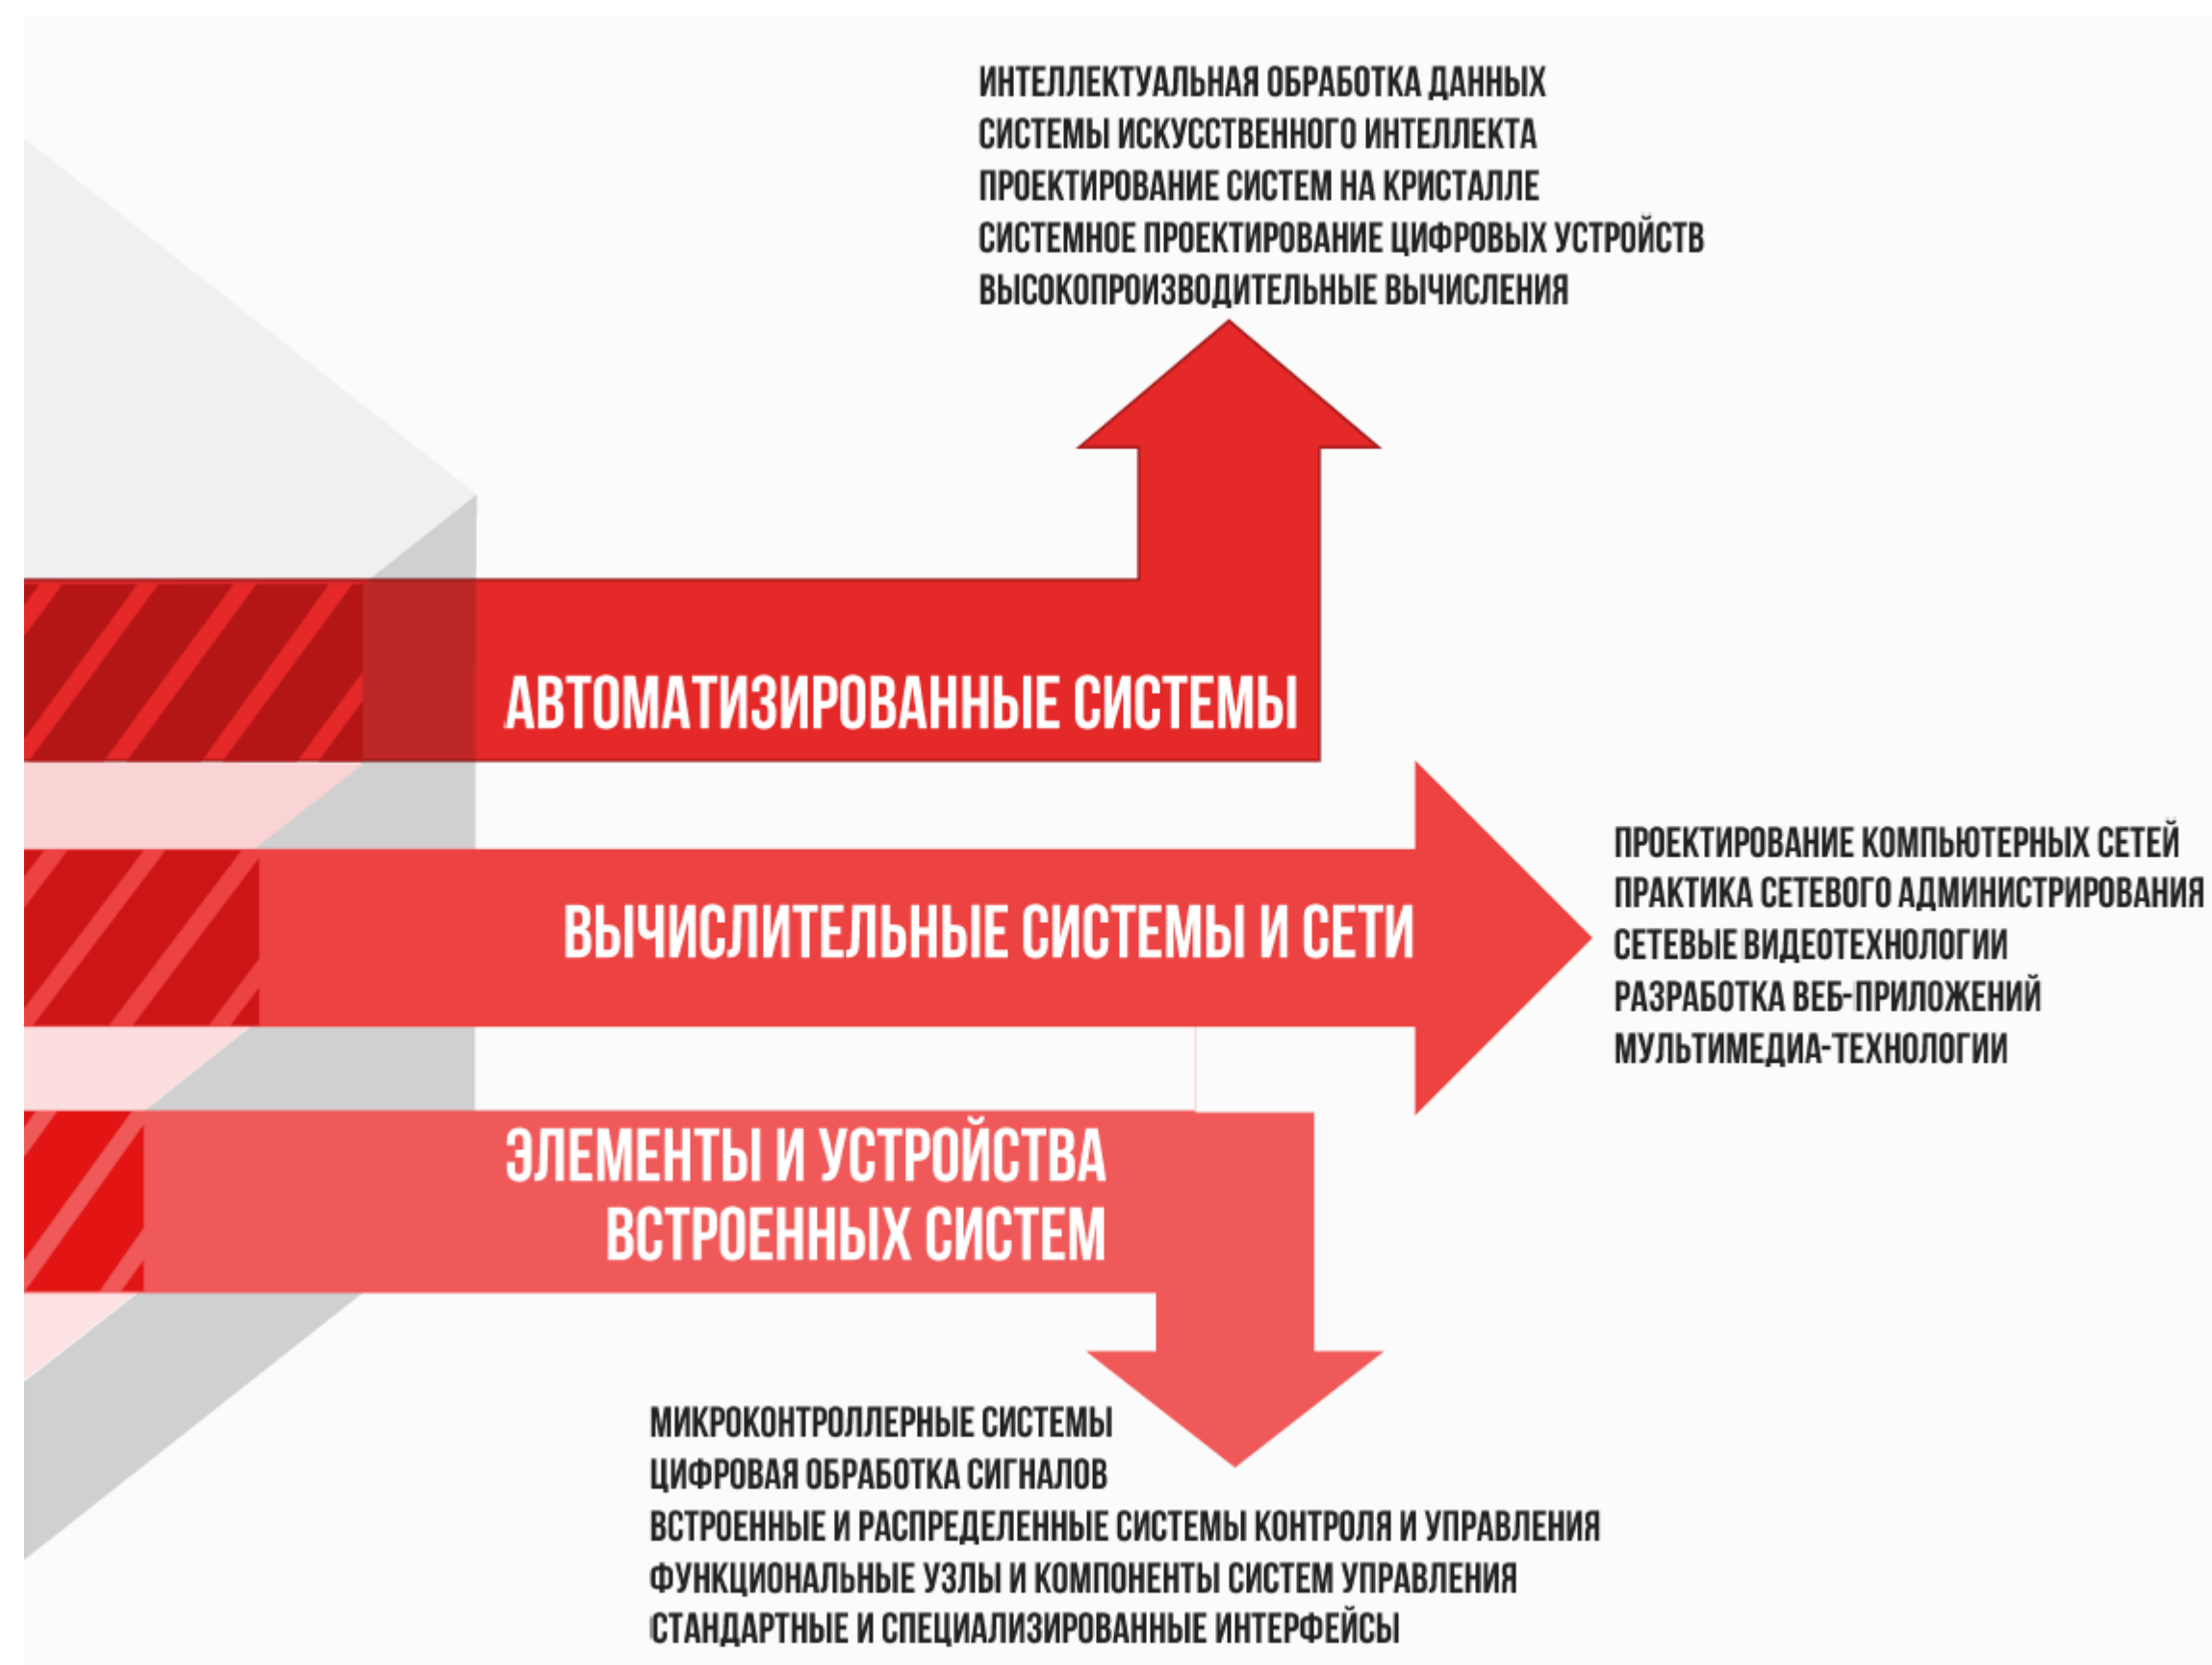 ИНТЕЛЛЕКТУАЛЬНАЯ ОБРАБОТКА ДАННЫХ
СИСТЕМЫ ИСКУССТВЕННОГО ИНТЕЛЛЕКТА
ПРОЕКТИРОВАНИЕ СИСТЕМ НА КРИСТАЛЛЕ
СИСТЕМНОЕ ПРОЕКТИРОВАНИЕ ЦИФРОВЫХ УСТРОЙСТВ
ВЫСОКОПРОИЗВОДИТЕЛЬНЫЕ ВЫЧИСЛЕНИЯ
АВТОМАТИЗИРОВАННЫЕ СИСТЕМЫ
ВЫЧИСЛИТЕЛЬНЫЕ СИСТЕМЫ И СЕТИ
ПРОЕКТИРОВАНИЕ КОМПЬЮТЕРНЫХ СЕТЕЙ
ПРАКТИКА СЕТЕВОГО АДМИНИСТРИРОВАНИЯ
СЕТЕВЫЕ ВИДЕОТЕХНОЛОГИИ
РАЗРАБОТКА ВЕБ-ПРИЛОЖЕНИЙ
МУЛЬТИМЕДИА-ТЕХНОЛОГИИ
ЭЛЕМЕНТЫ И УСТРОЙСТВА
ВСТРОЕННЫХ СИСТЕМ
МИКРОКОНТРОЛЛЕРНЫЕ СИСТЕМЫ
ЦИФРОВАЯ ОБРАБОТКА СИГНАЛОВ
ВСТРОЕННЫЕ И РАСПРЕДЕЛЕННЫЕ СИСТЕМЫ КОНТРОЛЯ И УПРАВЛЕНИЯ
ФУНКЦИОНАЛЬНЫЕ УЗЛЫ И КОМПОНЕНТЫ СИСТЕМ УПРАВЛЕНИЯ
СТАНДАРТНЫЕ И СПЕЦИАЛИЗИРОВАННЫЕ ИНТЕРФЕЙСЫ